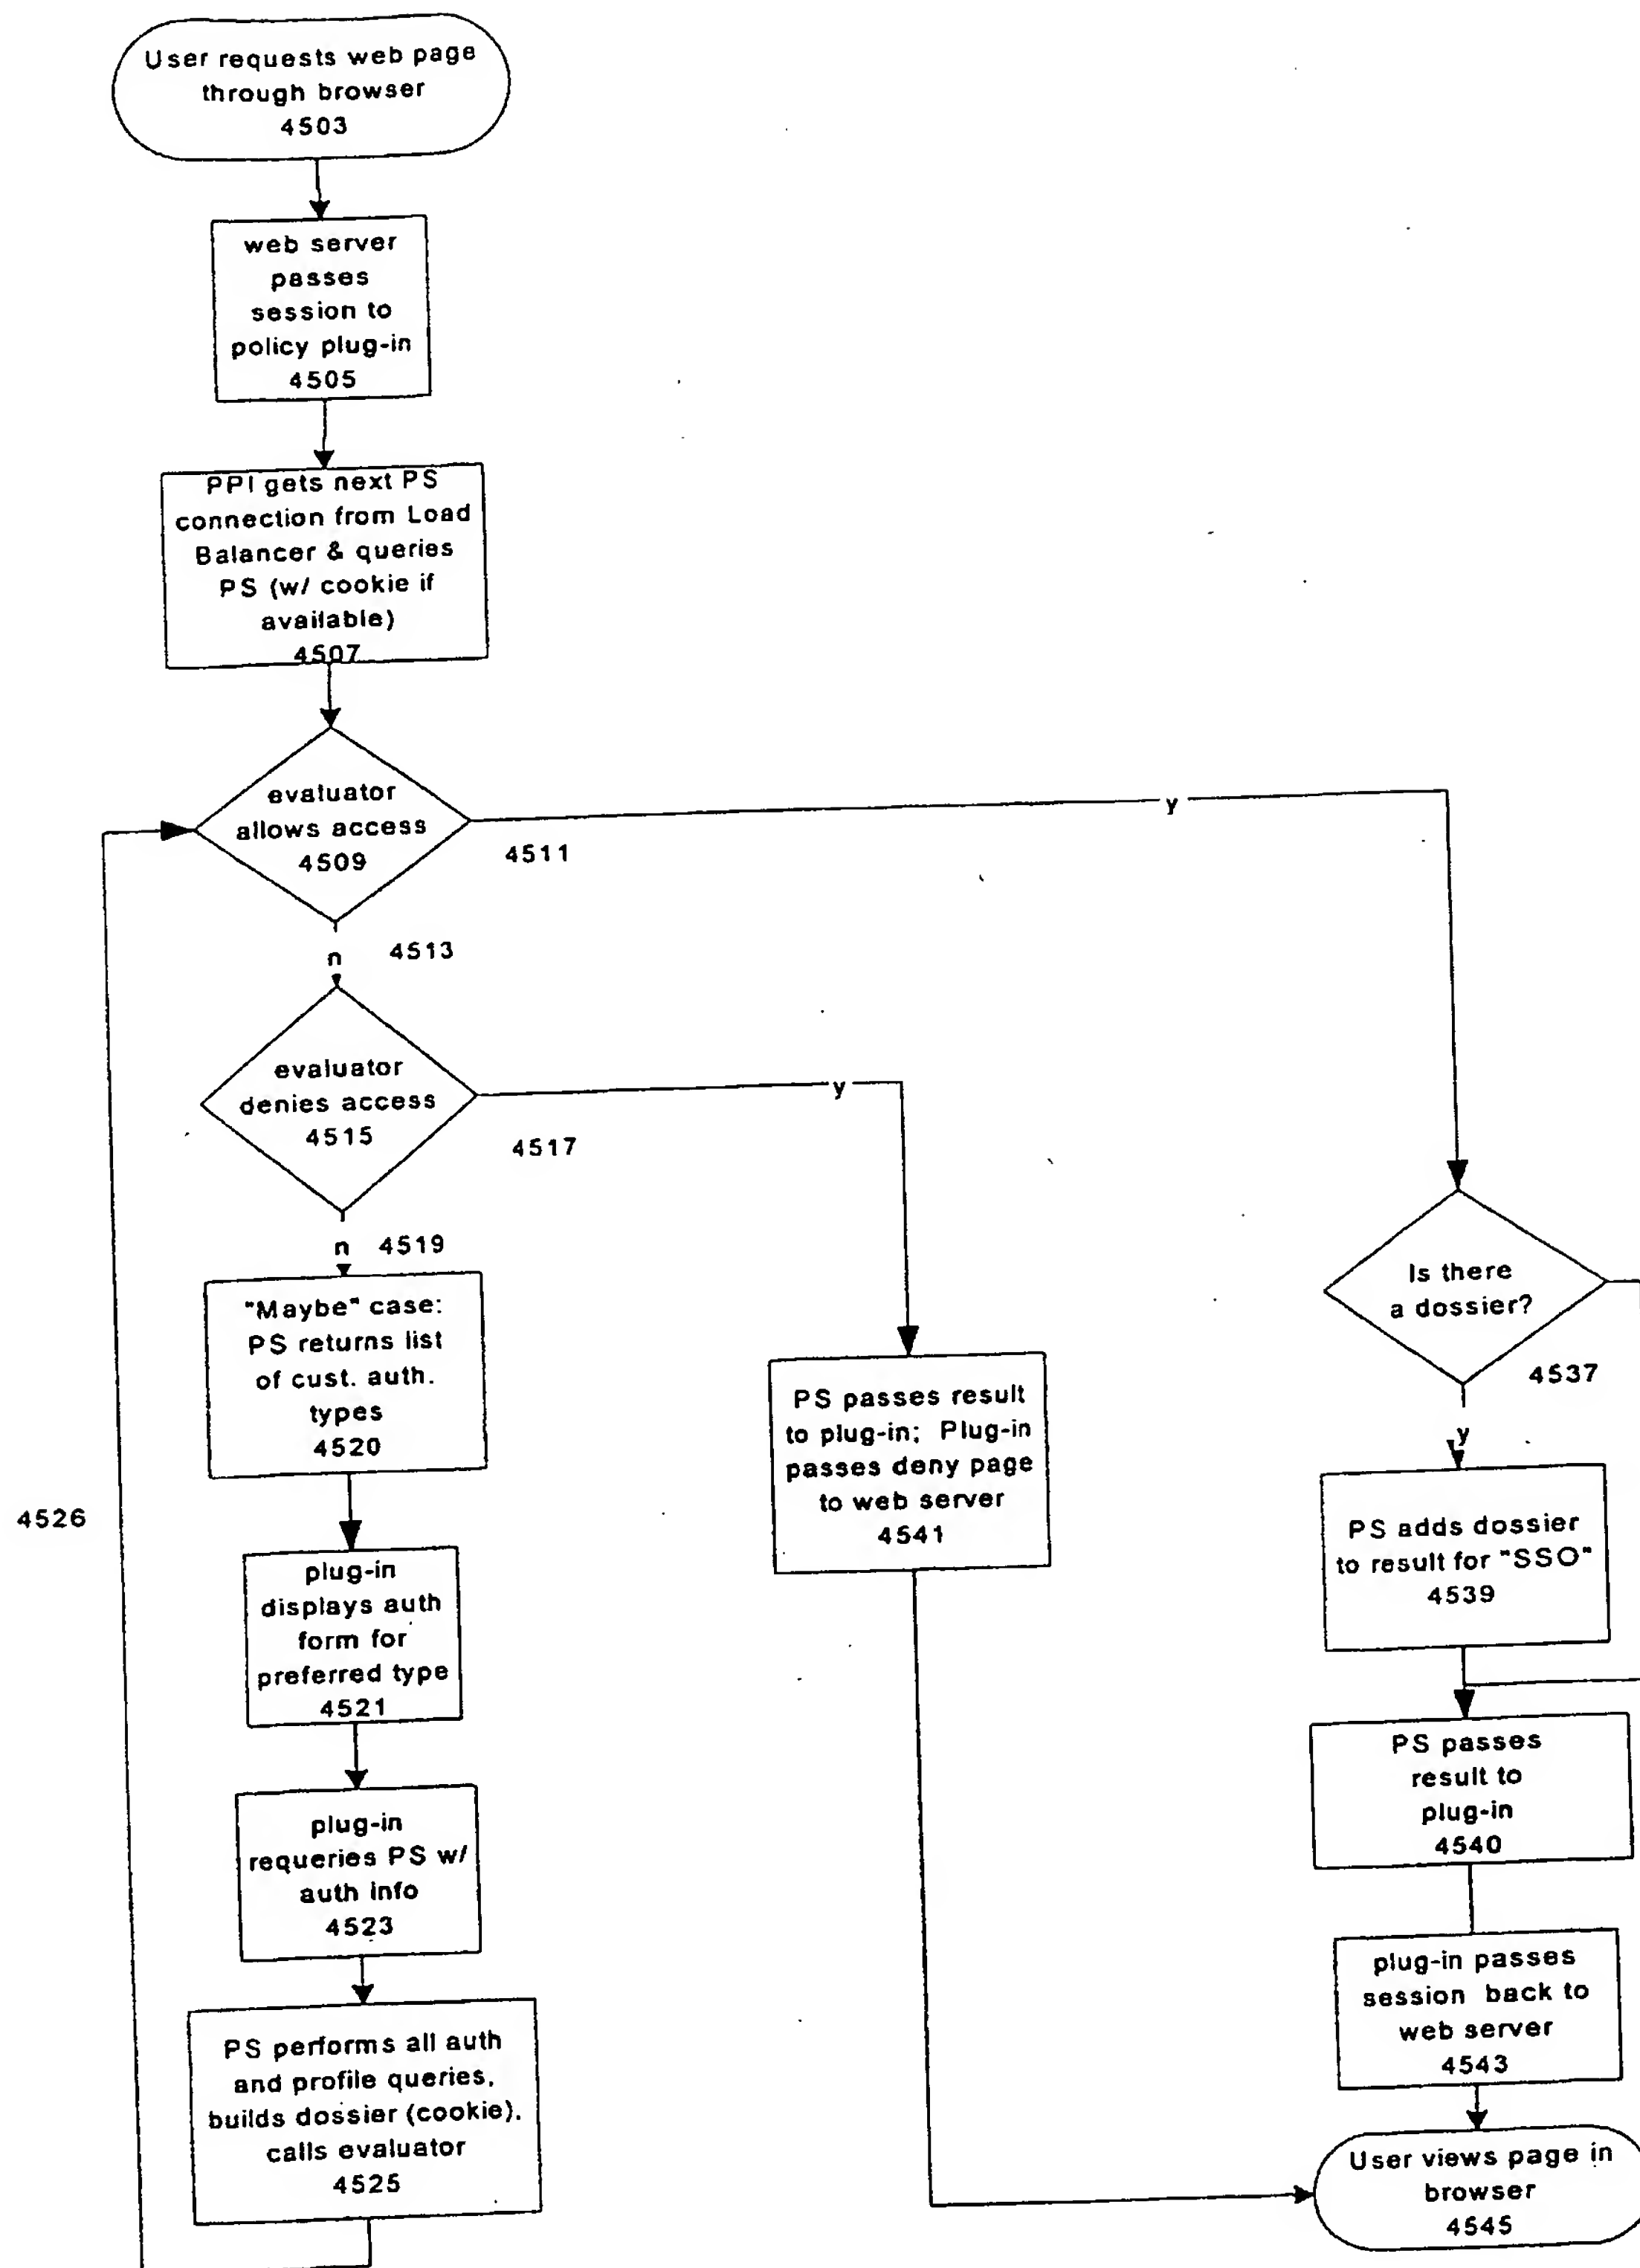 User requests web page
through browser
4503
web server
passes
session to
policy plug-in
4505
PPI gets next PS
connection from Load
Balancer & queries
PS (w/ cookie if
available)
4507
evaluator
allows access
4509
4511
y
n
4513
evaluator
denies access
4515
4517
y
n
4519
"Maybe" case:
PS returns list
of cust. auth.
types
4520
plug-in
displays auth
form for
preferred type
4521
plug-in
requeries PS w/
auth info
4523
PS performs all auth
and profile queries,
builds dossier (cookie),
calls evaluator
4525
4526
PS passes result
to plug-in; Plug-in
passes deny page
to web server
4541
Is there
a dossier?
4537
y
PS adds dossier
to result for "SSO"
4539
PS passes
result to
plug-in
4540
plug-in passes
session back to
web server
4543
User views page in
browser
4545